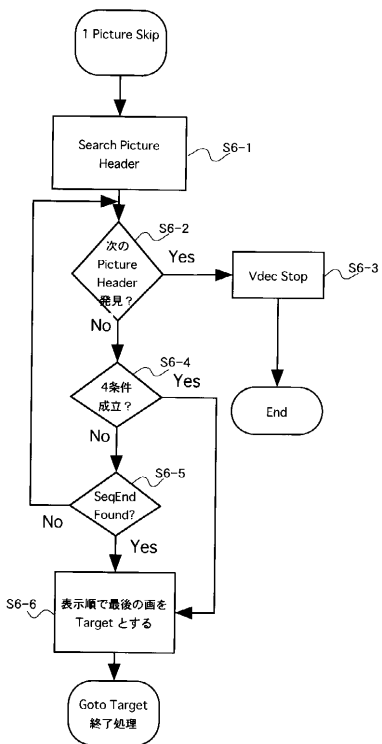 1 Picture Skip
Search Picture
Header
S6-1
S6-2
次の
Picture
Header
発見？
Yes
No
Vdec Stop
S6-3
End
S6-4
4条件
成立？
Yes
No
S6-5
SeqEnd
Found?
No
Yes
S6-6
表示順で最後の画を
Target とする
Goto Target
終了処理